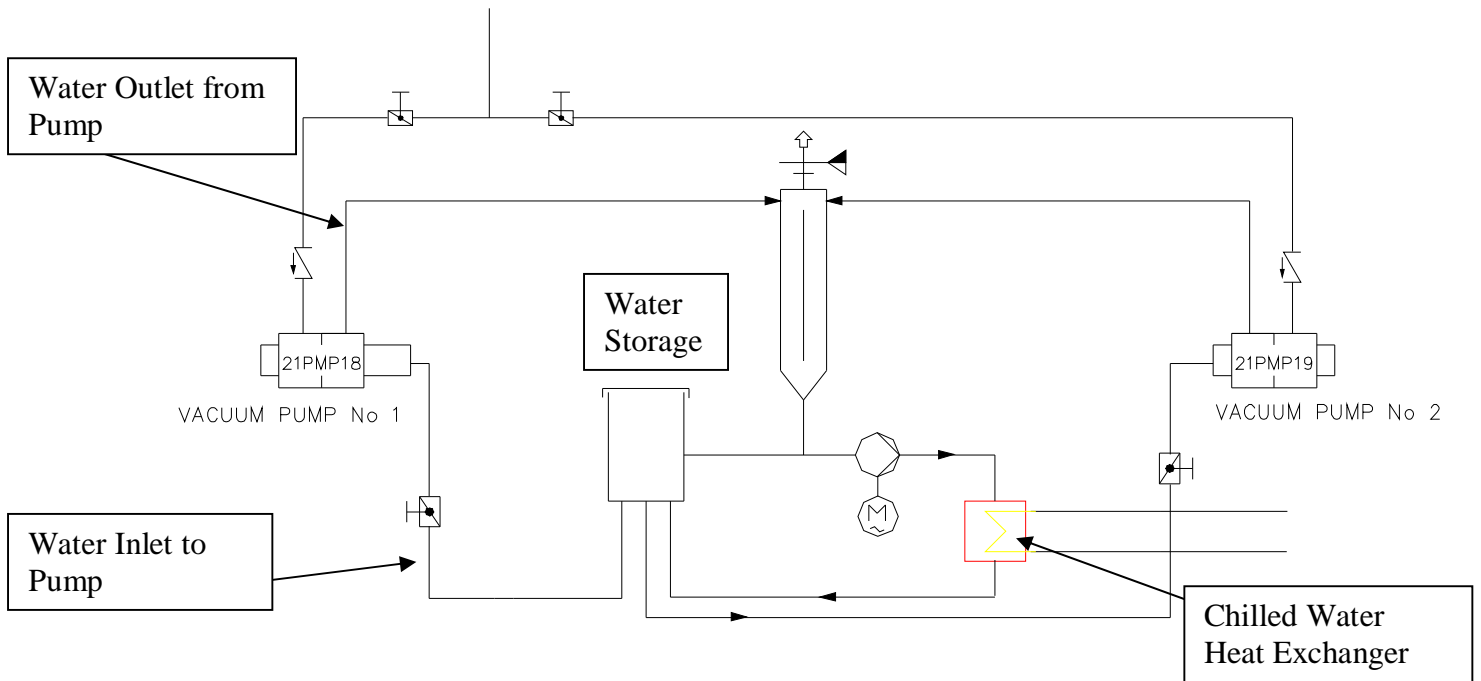 Water Outlet from
Pump
Water
Storage
21PMP18
21PMP19
VACUUM PUMP No 1
VACUUM PUMP No 2
M
Water Inlet to
Pump
Chilled Water
Heat Exchanger